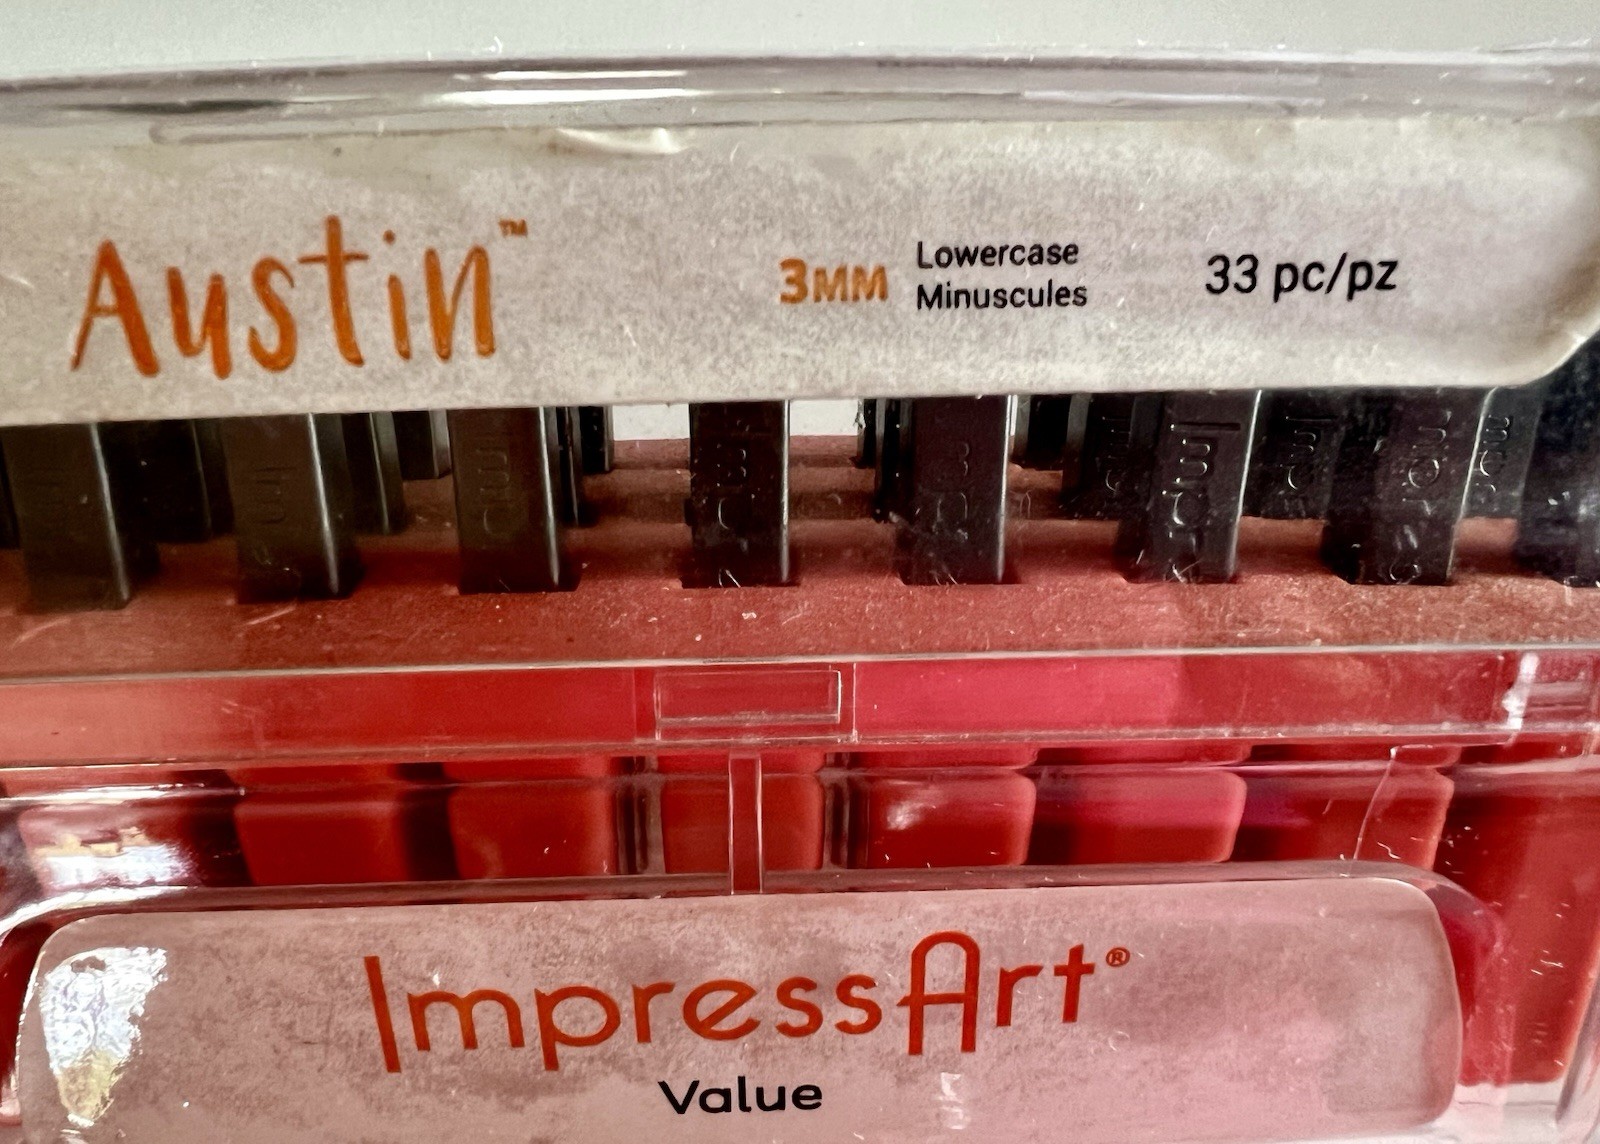 Austin™
3MM
Lowercase
Minuscules
33 pc/pz
ImpressArt®
Value